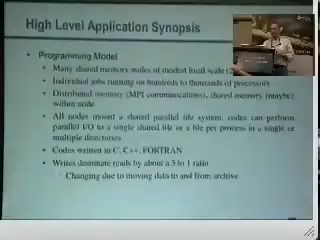 High Level Application Synopsis
• Programming Model
• Many shared memory nodes of modest local scale (2
• Individual jobs running on hundreds to thousands of processors
• Distributed memory (MPI communications), shared memory (maybe)
within node
• All nodes mount a shared parallel file system, codes can perform
parallel I/O to a single shared file or a file per process in a single or
multiple directories
• Codes written in C, C++, FORTRAN
• Writes dominate reads by about a 3 to 1 ratio
Changing due to moving data to and from archive